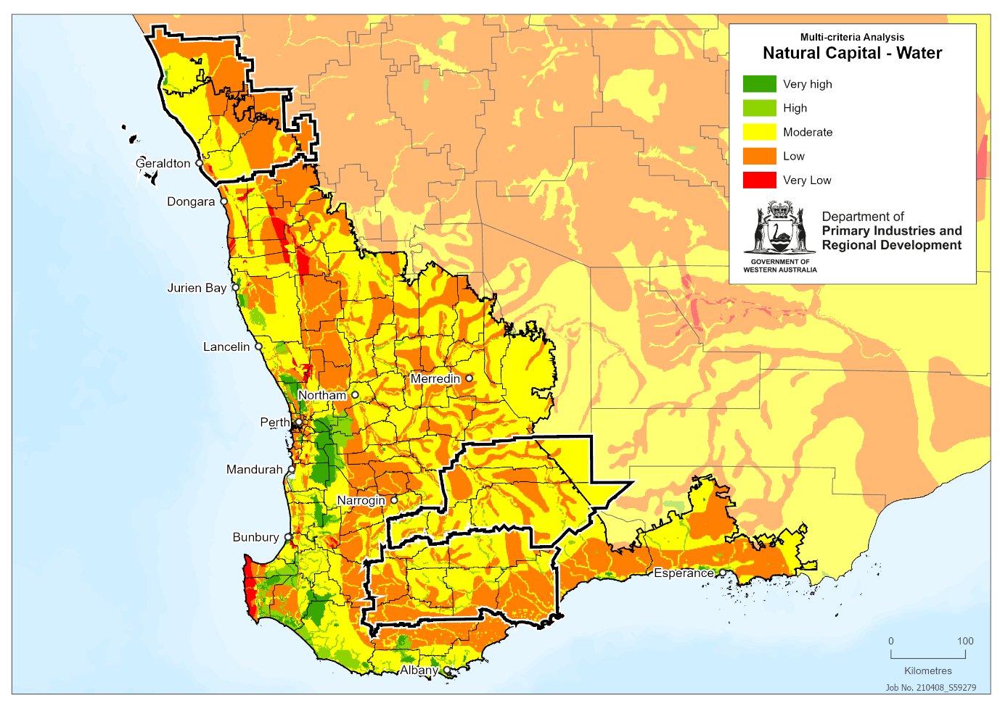 Multi-criteria Analysis
Natural Capital - Water
Very high
High
Moderate
Low
Very Low
Department of
Primary Industries and
Regional Development
GOVERNMENT OF
WESTERN AUSTRALIA
Geraldton
Dongara
Jurien Bay
Lancelin
Merredin
Northam
Perth
Mandurah
Narrogin
Bunbury
Esperance
Albany
0 100
Kilometres
Job No. 210408_S59279